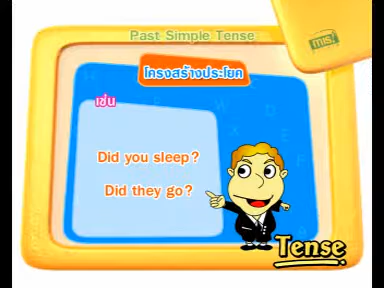 Past Simple Tense
โครงสร้างประโยค
เช่น
Did you sleep?
Did they go?
Tense